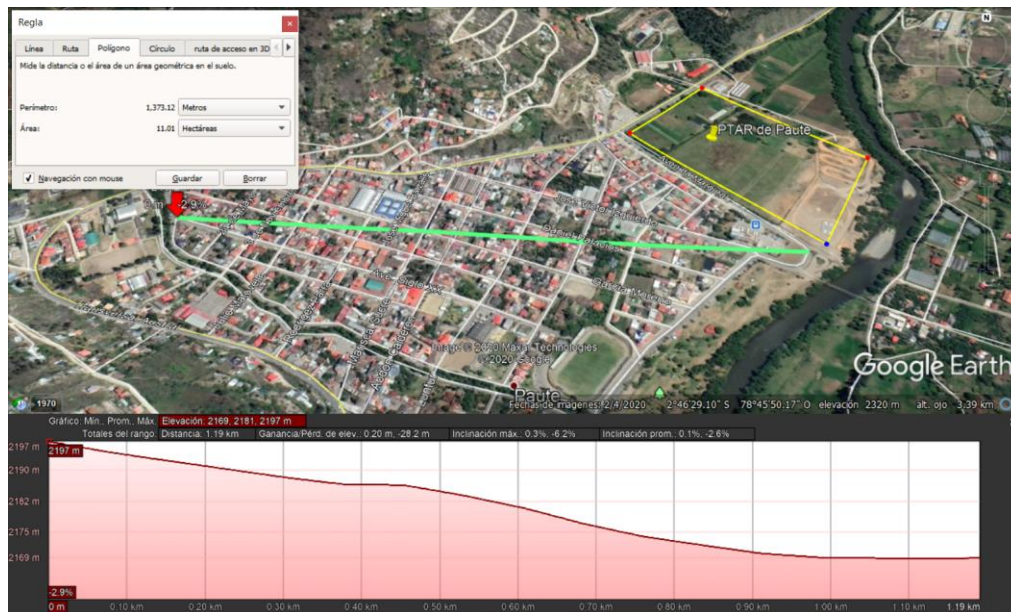 Regla
Línea
Ruta
Polígono
Círculo
ruta de acceso en 3D
Mide la distancia o el área de un área geométrica en el suelo.
Perímetro:
1,373.12 Metros
Área:
11.01 Hectáreas
Navegación con mouse
Guardar
Borrar
0 m -2.9%
N
PTAR de Paute
Paute
Image © 2020 Maxar Technologies
Google Earth
1970
Fechas de imágenes: 2/4/2020 2°46'29.10" S 78°45'50.17" O elevación 2320 m alt. ojo 3.39 km
Gráfico: Mín., Prom., Máx. Elevación: 2169, 2181, 2197 m
Totales del rango: Distancia: 1.19 km Ganancia/Pérd. de elev.: 0.20 m, -28.2 m Inclinación máx.: 0.3%, -6.2% Inclinación prom.: 0.1%, -2.6%
2197 m
2197 m
2190 m
2182 m
2175 m
2169 m
-2.9%
0 m
0.10 km
0.20 km
0.30 km
0.40 km
0.50 km
0.60 km
0.70 km
0.80 km
0.90 km
1.00 km
1.10 km
1.19 km